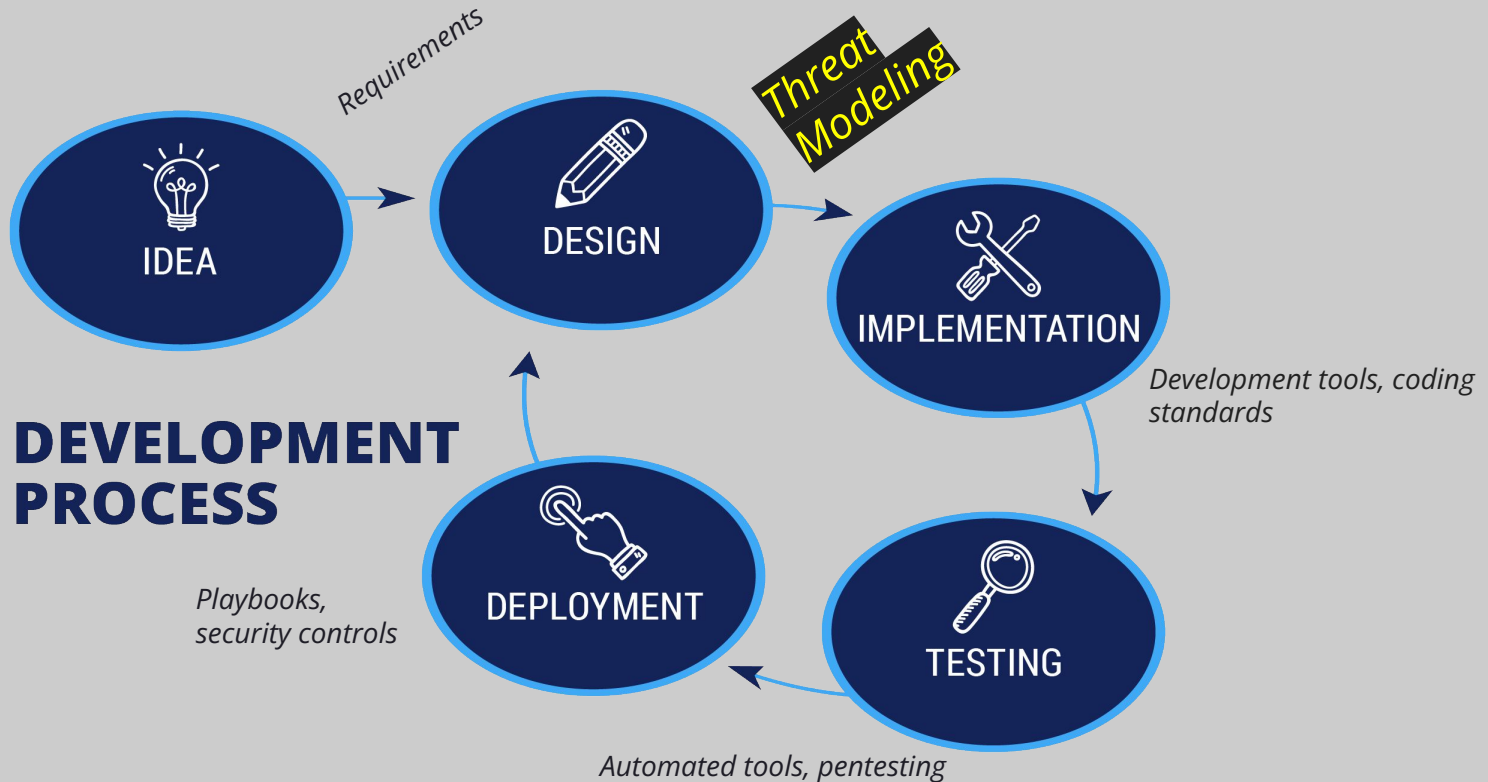 Requirements
Threat
Modeling
IDEA
DESIGN
IMPLEMENTATION
Development tools, coding
standards
DEVELOPMENT
PROCESS
Playbooks,
security controls
DEPLOYMENT
TESTING
Automated tools, pentesting